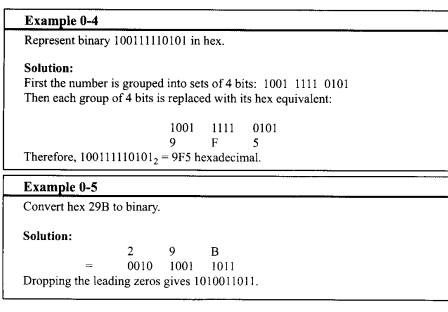 Example 0-4
Represent binary 100111110101 in hex.
Solution:
First the number is grouped into sets of 4 bits: 1001 1111 0101
Then each group of 4 bits is replaced with its hex equivalent:
1001 1111 0101
9 F 5
Therefore, 100111110101₂ = 9F5 hexadecimal.
Example 0-5
Convert hex 29B to binary.
Solution:
2 9 B
= 0010 1001 1011
Dropping the leading zeros gives 1010011011.